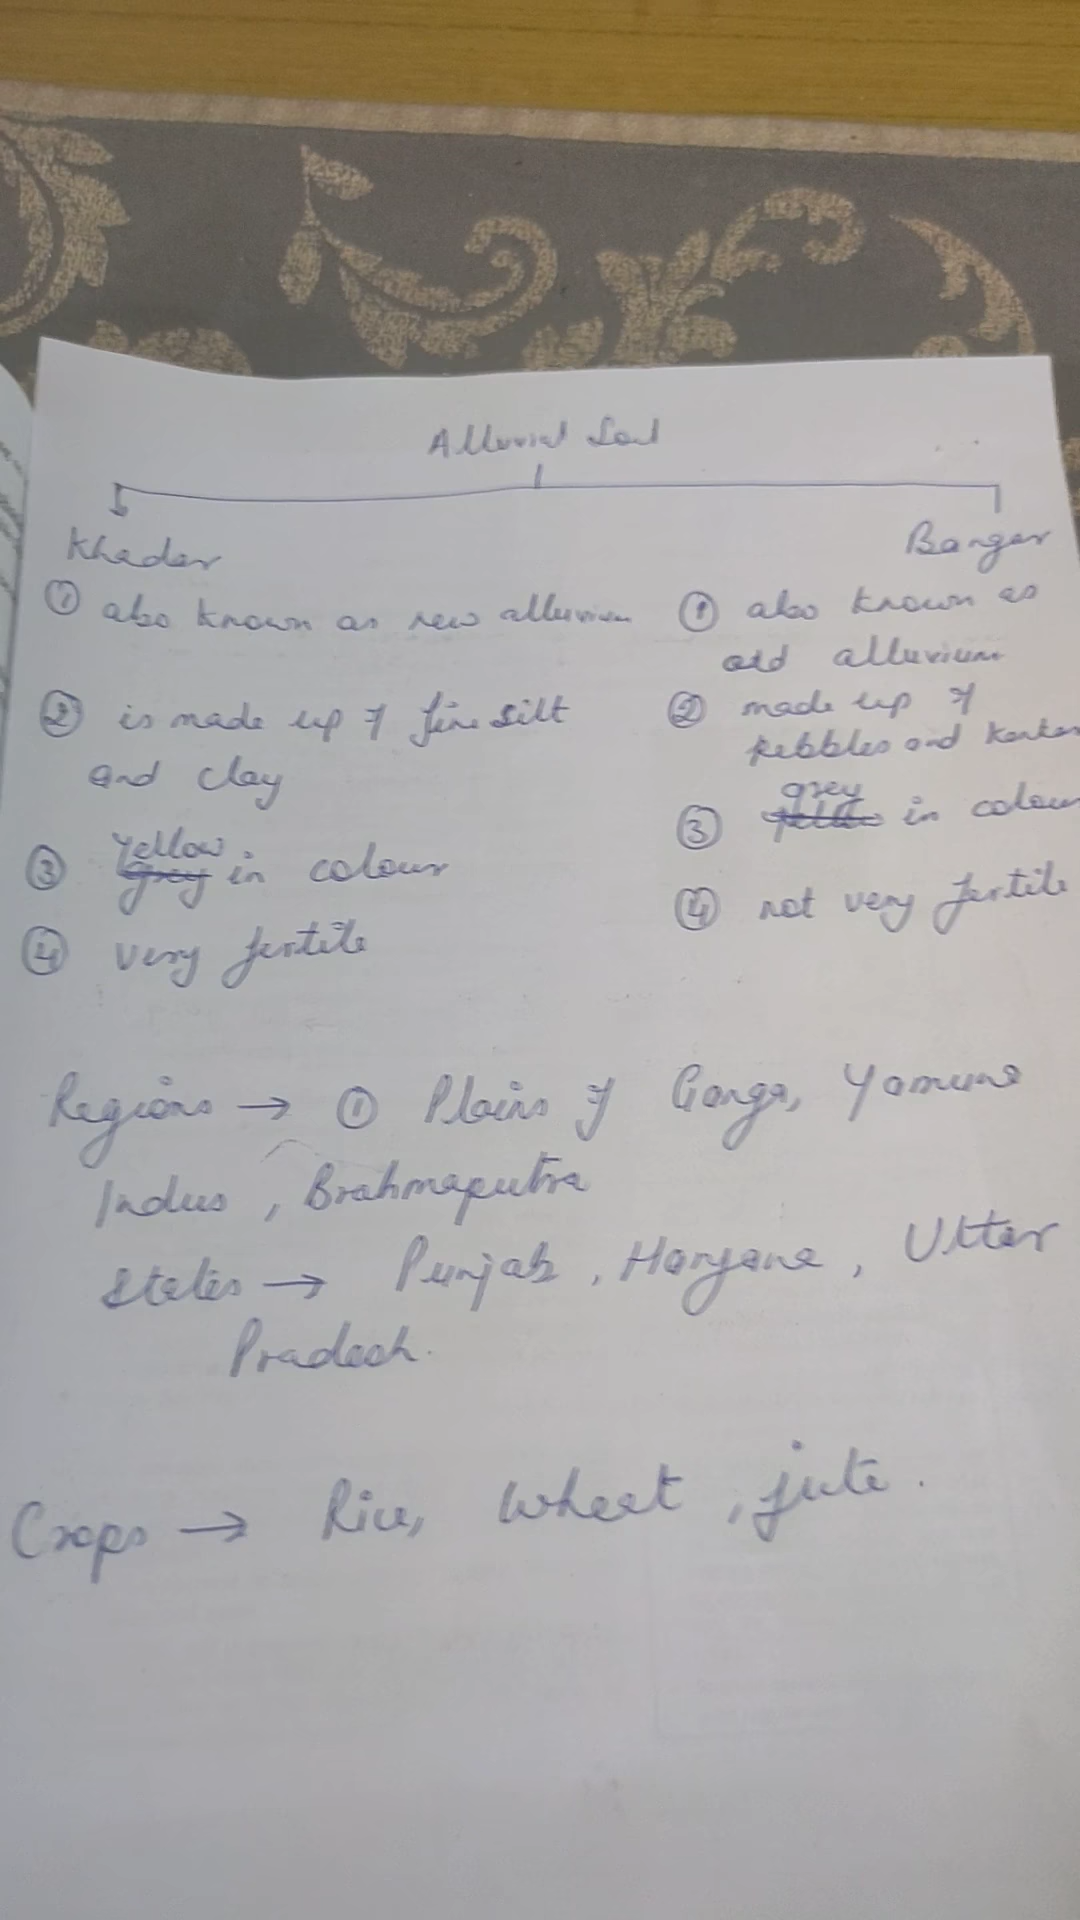 Alluvial Soil
Khadar
① also known as new alluvium
② is made up of fine silt
and clay
③ yellow grey in colour
④ very fertile
Bangar
① also known as
old alluvium
② made up of
pebbles and Kankar
grey
③ yellow in colour
④ not very fertile
Regions → ① Plains of Ganga, Yamuna
Indus , Brahmaputra
States → Punjab , Haryana , Uttar
Pradesh.
Crops → Rice, Wheat , jute .